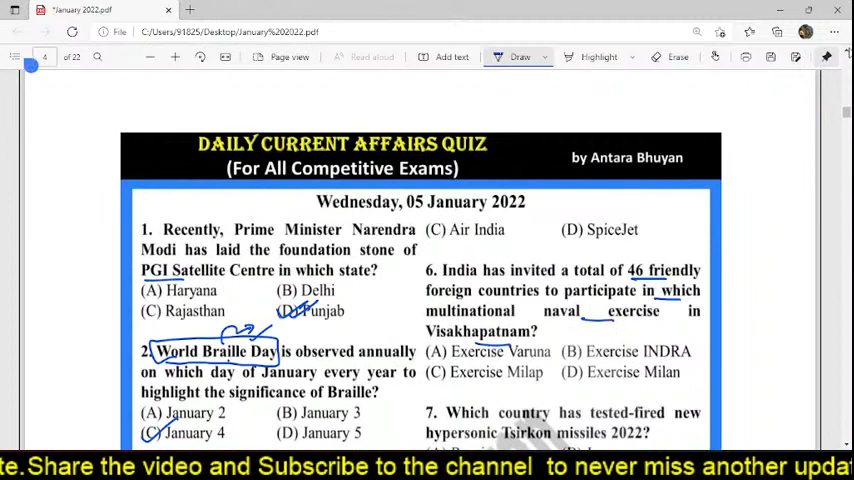 *January 2022.pdf
File
C:/Users/91825/Desktop/January%202022.pdf
4 of 22
Page view
Read aloud
Add text
Draw
Highlight
Erase
DAILY CURRENT AFFAIRS QUIZ
(For All Competitive Exams)
by Antara Bhuyan
Wednesday, 05 January 2022
1. Recently, Prime Minister Narendra
Modi has laid the foundation stone of
PGI Satellite Centre in which state?
(A) Haryana (B) Delhi
(C) Rajasthan (D) Punjab
2. World Braille Day is observed annually
on which day of January every year to
highlight the significance of Braille?
(A) January 2 (B) January 3
(C) January 4 (D) January 5
(C) Air India (D) SpiceJet
6. India has invited a total of 46 friendly
foreign countries to participate in which
multinational naval exercise in
Visakhapatnam?
(A) Exercise Varuna (B) Exercise INDRA
(C) Exercise Milap (D) Exercise Milan
7. Which country has tested-fired new
hypersonic Tsirkon missiles 2022?
te.Share the video and Subscribe to the channel to never miss another updat